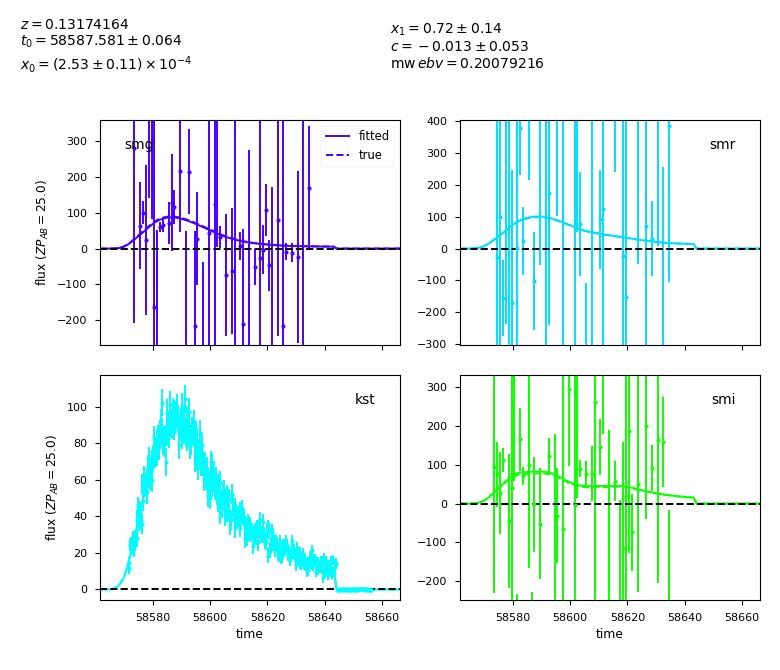 z = 0.13174164
t₀ = 58587.581 ± 0.064
x₀ = (2.53 ± 0.11) × 10⁻⁴
x₁ = 0.72 ± 0.14
c = −0.013 ± 0.053
mw ebv = 0.20079216
smg
fitted
true
300
200
100
0
−100
−200
flux (ZP_AB = 25.0)
smr
400
300
200
100
0
−100
−200
−300
kst
100
80
60
40
20
0
flux (ZP_AB = 25.0)
58580 58600 58620 58640 58660
time
smi
300
200
100
0
−100
−200
58580 58600 58620 58640 58660
time